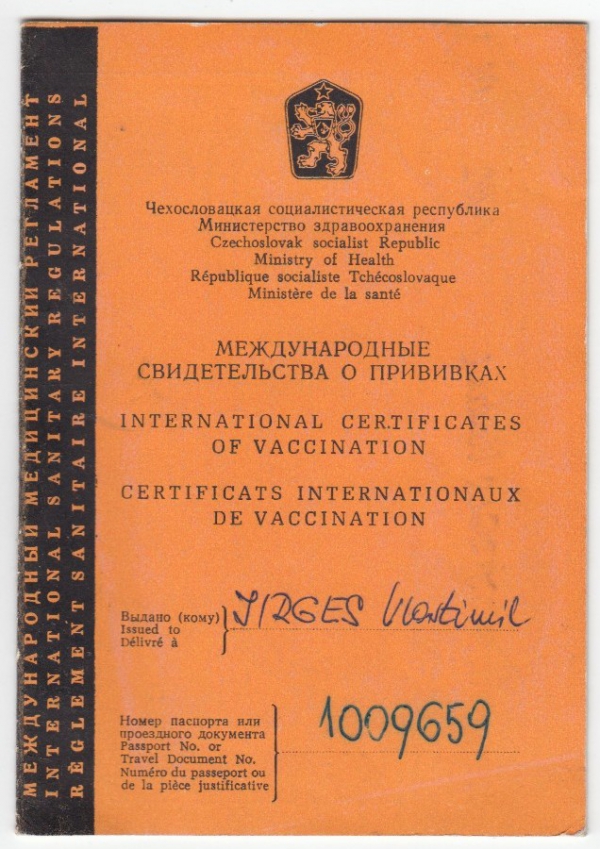 МЕЖДУНАРОДНЫЙ МЕДИЦИНСКИЙ РЕГЛАМЕНТ
INTERNATIONAL SANITARY REGULATIONS
RÈGLEMENT SANITAIRE INTERNATIONAL
Чехословацкая социалистическая республика
Министерство здравоохранения
Czechoslovak socialist Republic
Ministry of Health
République socialiste Tchécoslovaque
Ministère de la santé
МЕЖДУНАРОДНЫЕ
СВИДЕТЕЛЬСТВА О ПРИВИВКАХ
INTERNATIONAL CERTIFICATES
OF VACCINATION
CERTIFICATS INTERNATIONAUX
DE VACCINATION
Выдано (кому)
Issued to
Délivré à
JIRGES Vlastimil
Номер паспорта или
проездного документа
Passport No. or
Travel Document No.
Numéro du passeport ou
de la pièce justificative
1009659